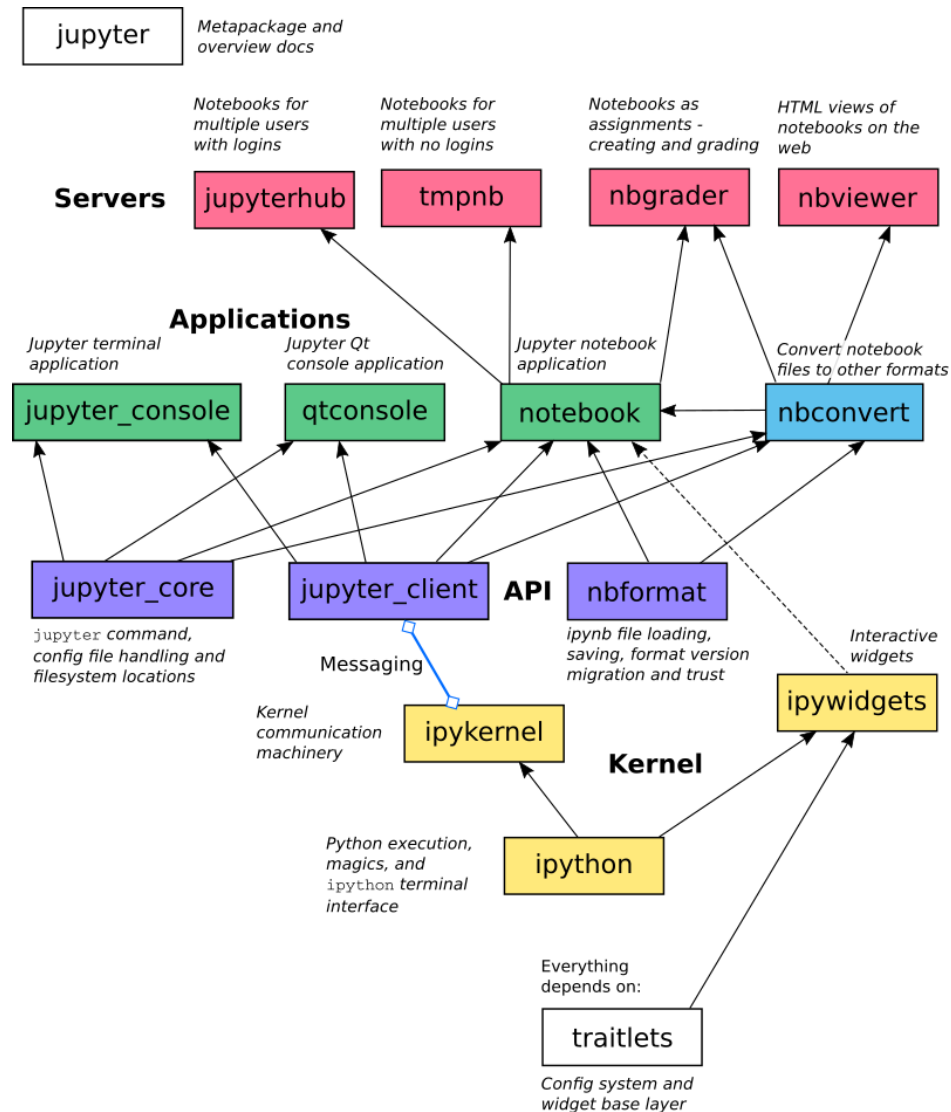 jupyter
Metapackage and
overview docs
Notebooks for
multiple users
with logins
Notebooks for
multiple users
with no logins
Notebooks as
assignments -
creating and grading
HTML views of
notebooks on the
web
Servers
jupyterhub
tmpnb
nbgrader
nbviewer
Applications
Jupyter terminal
application
Jupyter Qt
console application
Jupyter notebook
application
Convert notebook
files to other formats
jupyter_console
qtconsole
notebook
nbconvert
jupyter_core
jupyter_client
API
nbformat
jupyter command,
config file handling and
filesystem locations
Messaging
ipynb file loading,
saving, format version
migration and trust
Interactive
widgets
Kernel
communication
machinery
ipykernel
ipywidgets
Kernel
Python execution,
magics, and
ipython terminal
interface
ipython
Everything
depends on:
traitlets
Config system and
widget base layer